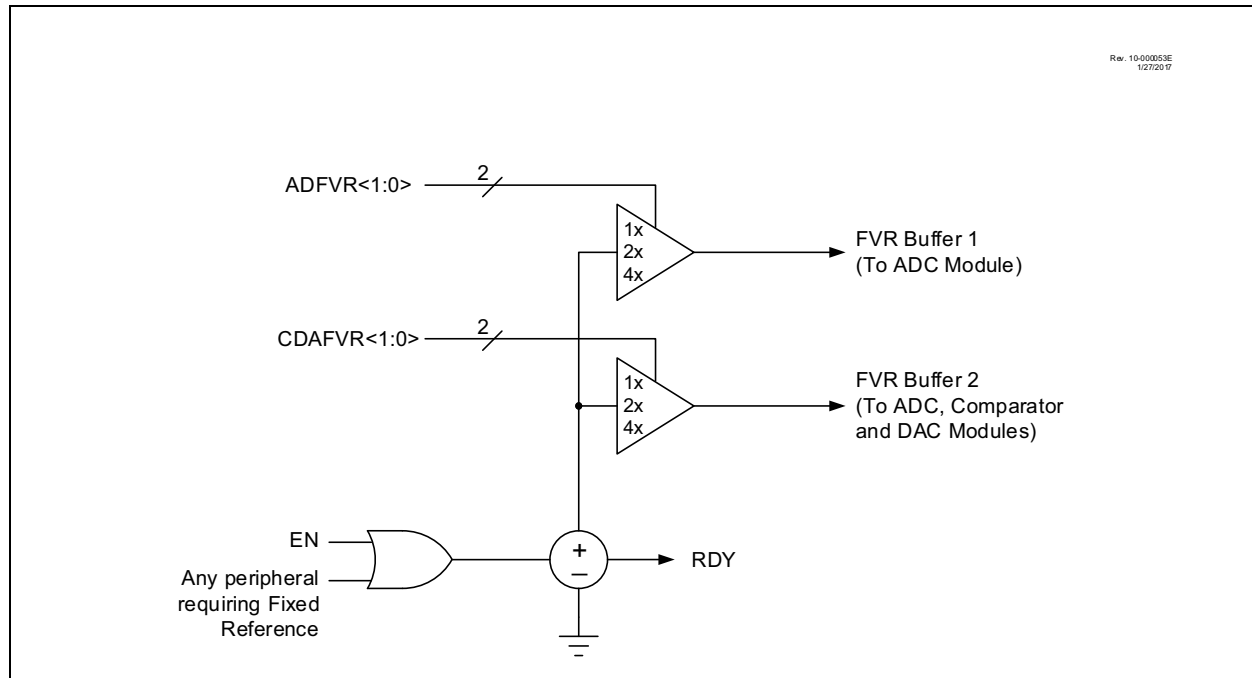 Rev. 10-000053E
1/27/2017
ADFVR<1:0>
2
1x
2x
4x
FVR Buffer 1
(To ADC Module)
CDAFVR<1:0>
2
1x
2x
4x
FVR Buffer 2
(To ADC, Comparator
and DAC Modules)
EN
Any peripheral
requiring Fixed
Reference
+
_
RDY